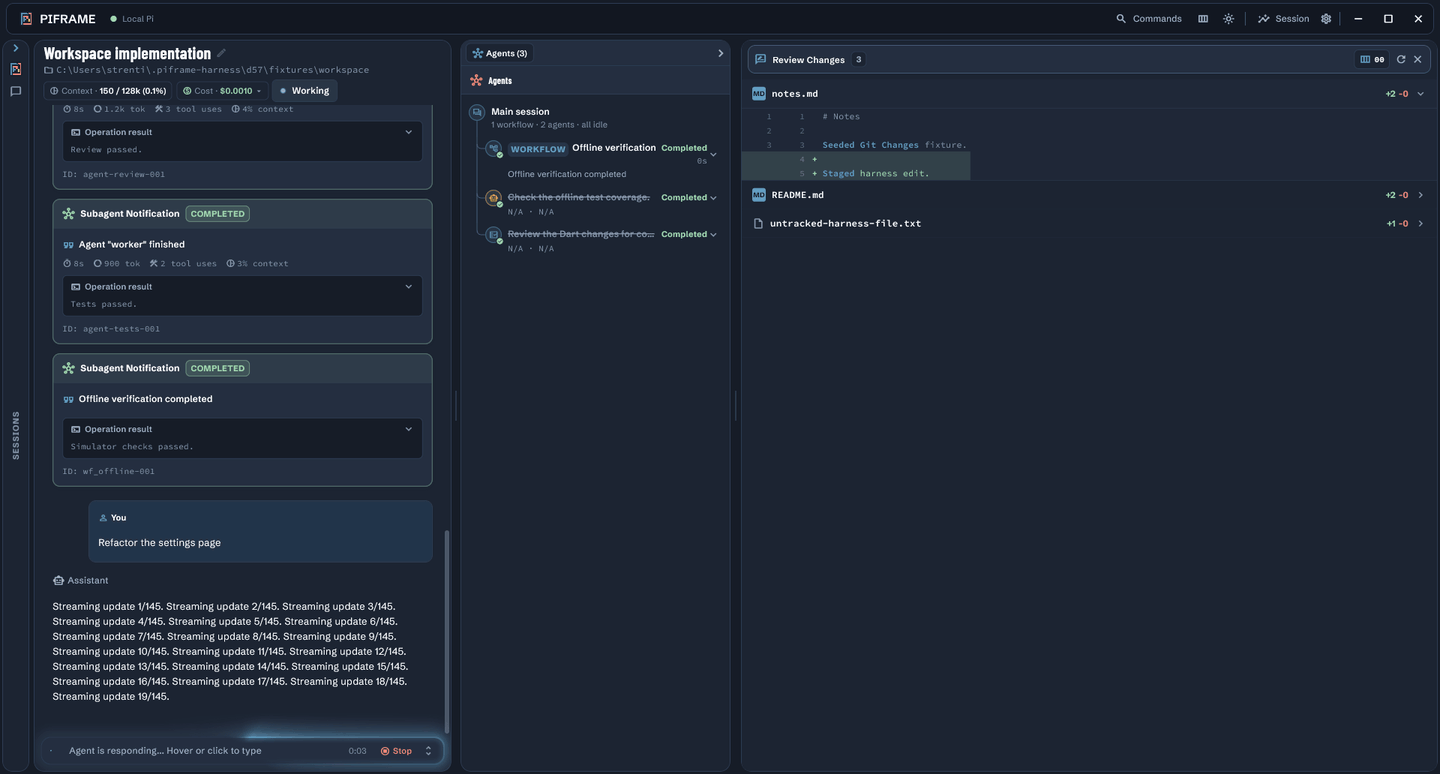 PIFRAME
Local Pi
Commands
Session
SESSIONS
Workspace implementation
C:\Users\strenti\.piframe-harness\d57\fixtures\workspace
Context · 150 / 128k (0.1%)
Cost · $0.0010
Working
8s 1.2k tok 3 tool uses 4% context
Operation result
Review passed.
ID: agent-review-001
Subagent Notification COMPLETED
Agent "worker" finished
8s 900 tok 2 tool uses 3% context
Operation result
Tests passed.
ID: agent-tests-001
Subagent Notification COMPLETED
Offline verification completed
Operation result
Simulator checks passed.
ID: wf_offline-001
You
Refactor the settings page
Assistant
Streaming update 1/145. Streaming update 2/145. Streaming update 3/145.
Streaming update 4/145. Streaming update 5/145. Streaming update 6/145.
Streaming update 7/145. Streaming update 8/145. Streaming update 9/145.
Streaming update 10/145. Streaming update 11/145. Streaming update 12/145.
Streaming update 13/145. Streaming update 14/145. Streaming update 15/145.
Streaming update 16/145. Streaming update 17/145. Streaming update 18/145.
Streaming update 19/145.
Agent is responding... Hover or click to type 0:03 Stop
Agents (3)
Agents
Main session
1 workflow · 2 agents · all idle
WORKFLOW Offline verification Completed
0s
Offline verification completed
Check the offline test coverage. Completed
N/A · N/A
Review the Dart changes for co... Completed
N/A · N/A
Review Changes 3
00
MD notes.md +2 -0
1 1 # Notes
2 2
3 3 Seeded Git Changes fixture.
4 +
5 + Staged harness edit.
MD README.md +2 -0
untracked-harness-file.txt +1 -0